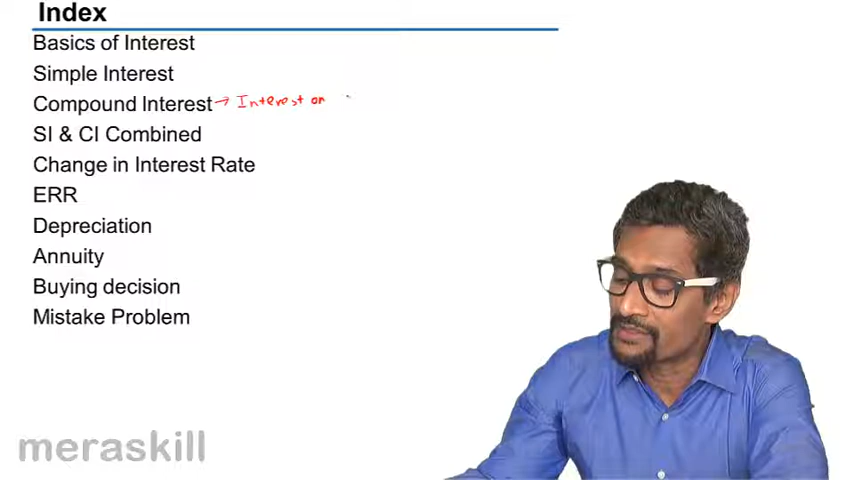 Index
Basics of Interest
Simple Interest
Compound Interest → Interest on
SI & CI Combined
Change in Interest Rate
ERR
Depreciation
Annuity
Buying decision
Mistake Problem
meraskill